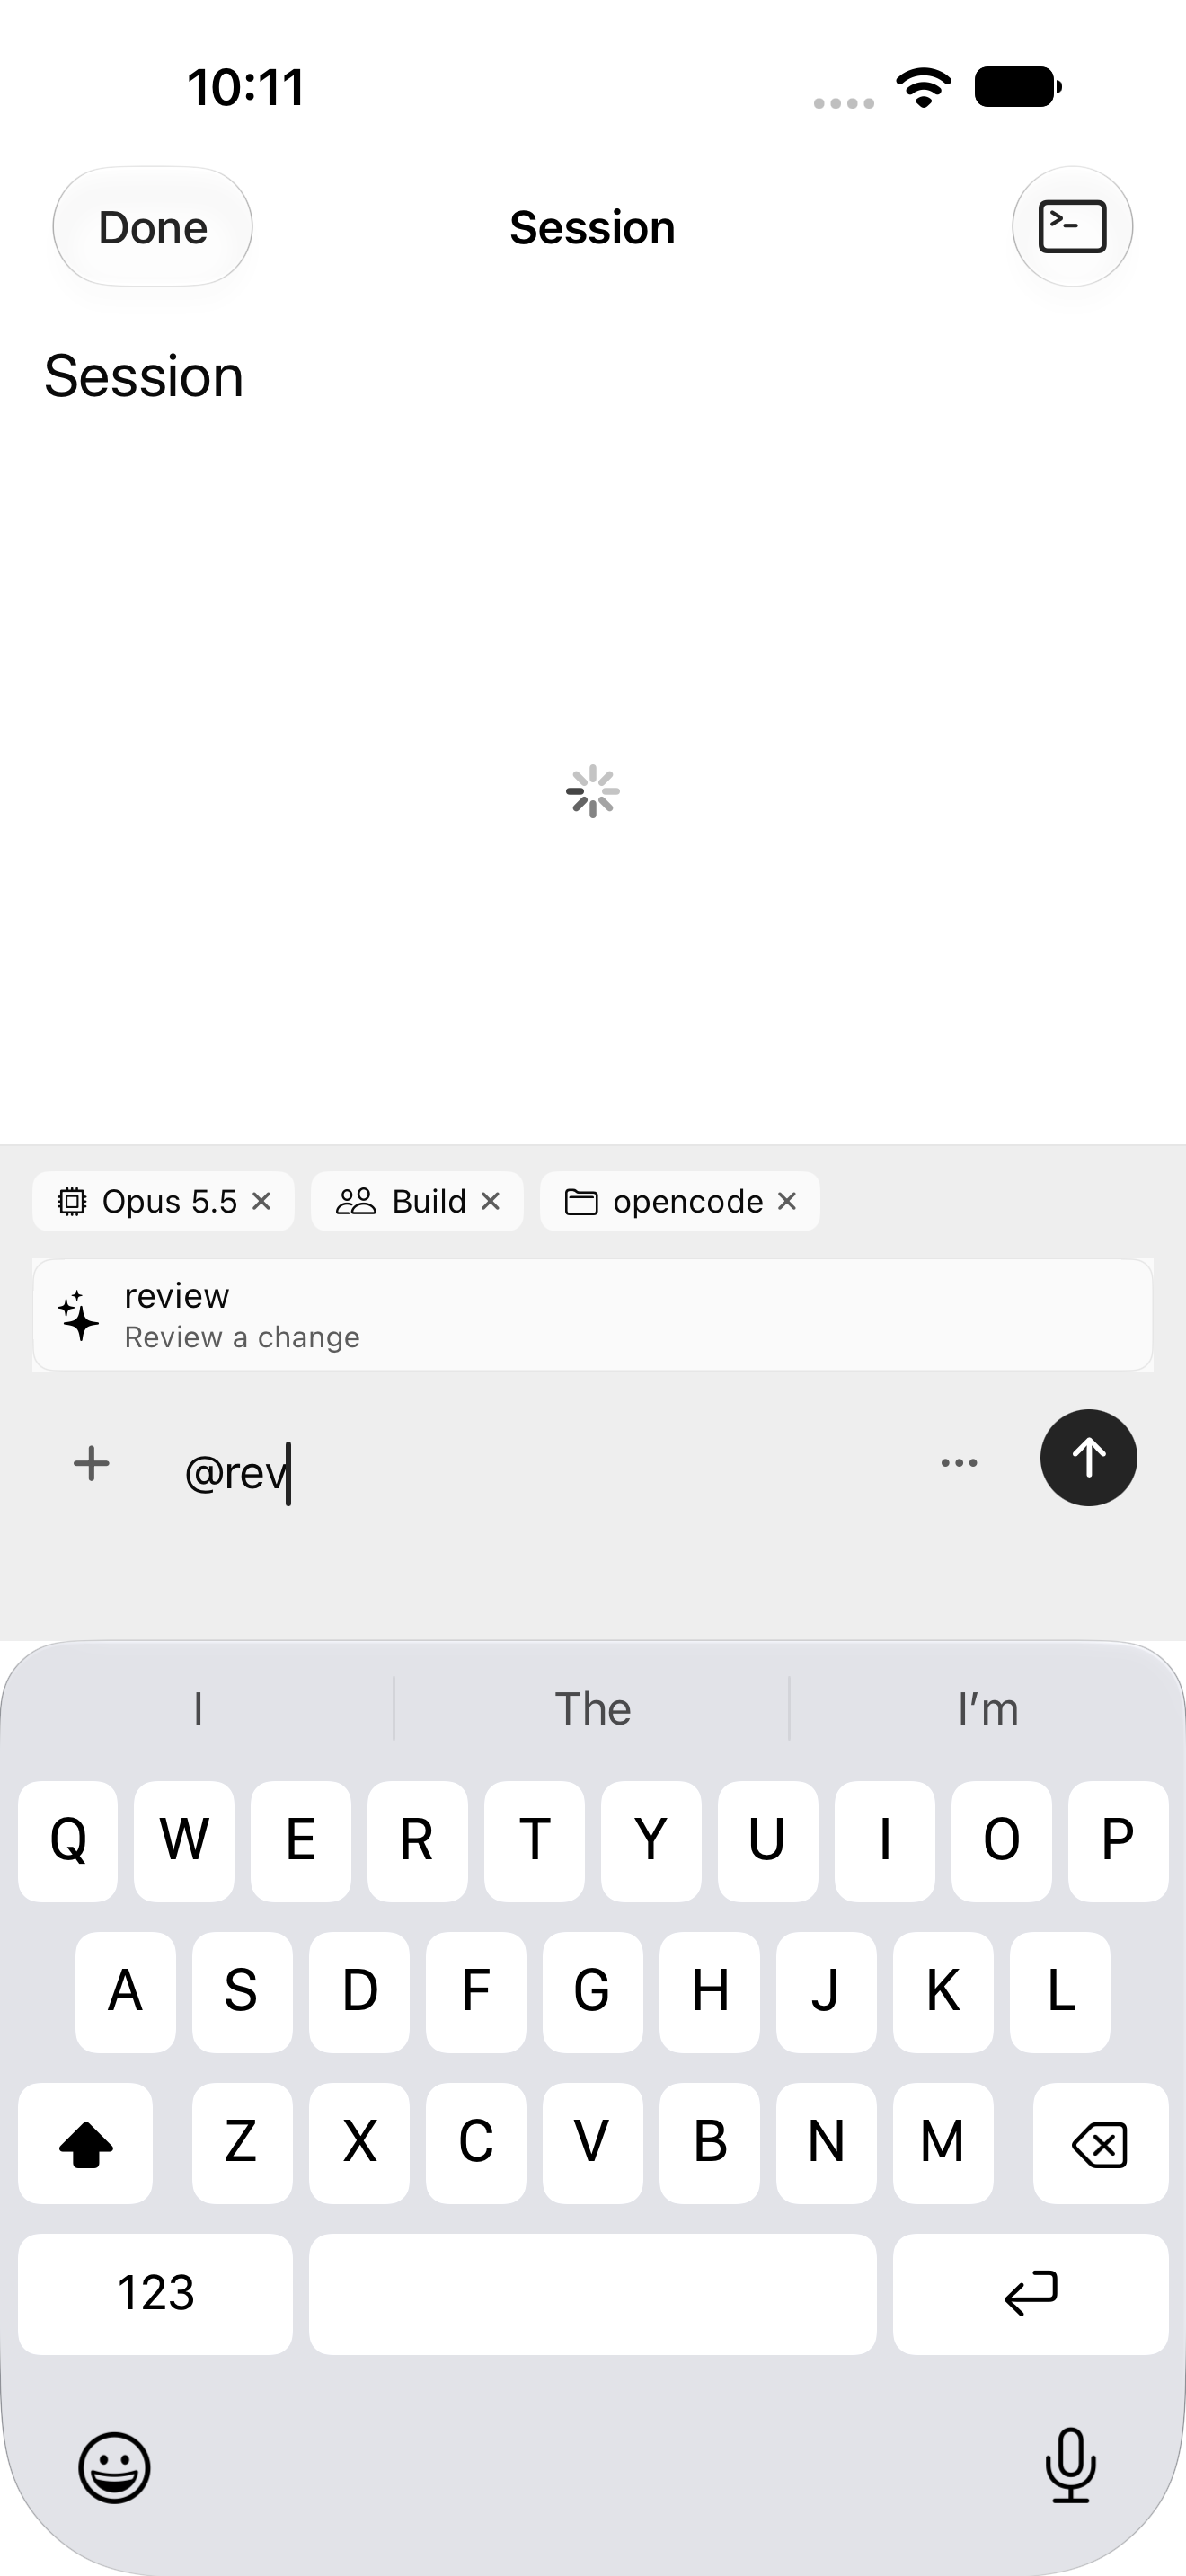 10:11
Done
Session
Session
Opus 5.5
Build
opencode
review
Review a change
@rev
I
The
I’m
Q W E R T Y U I O P
A S D F G H J K L
Z X C V B N M
123